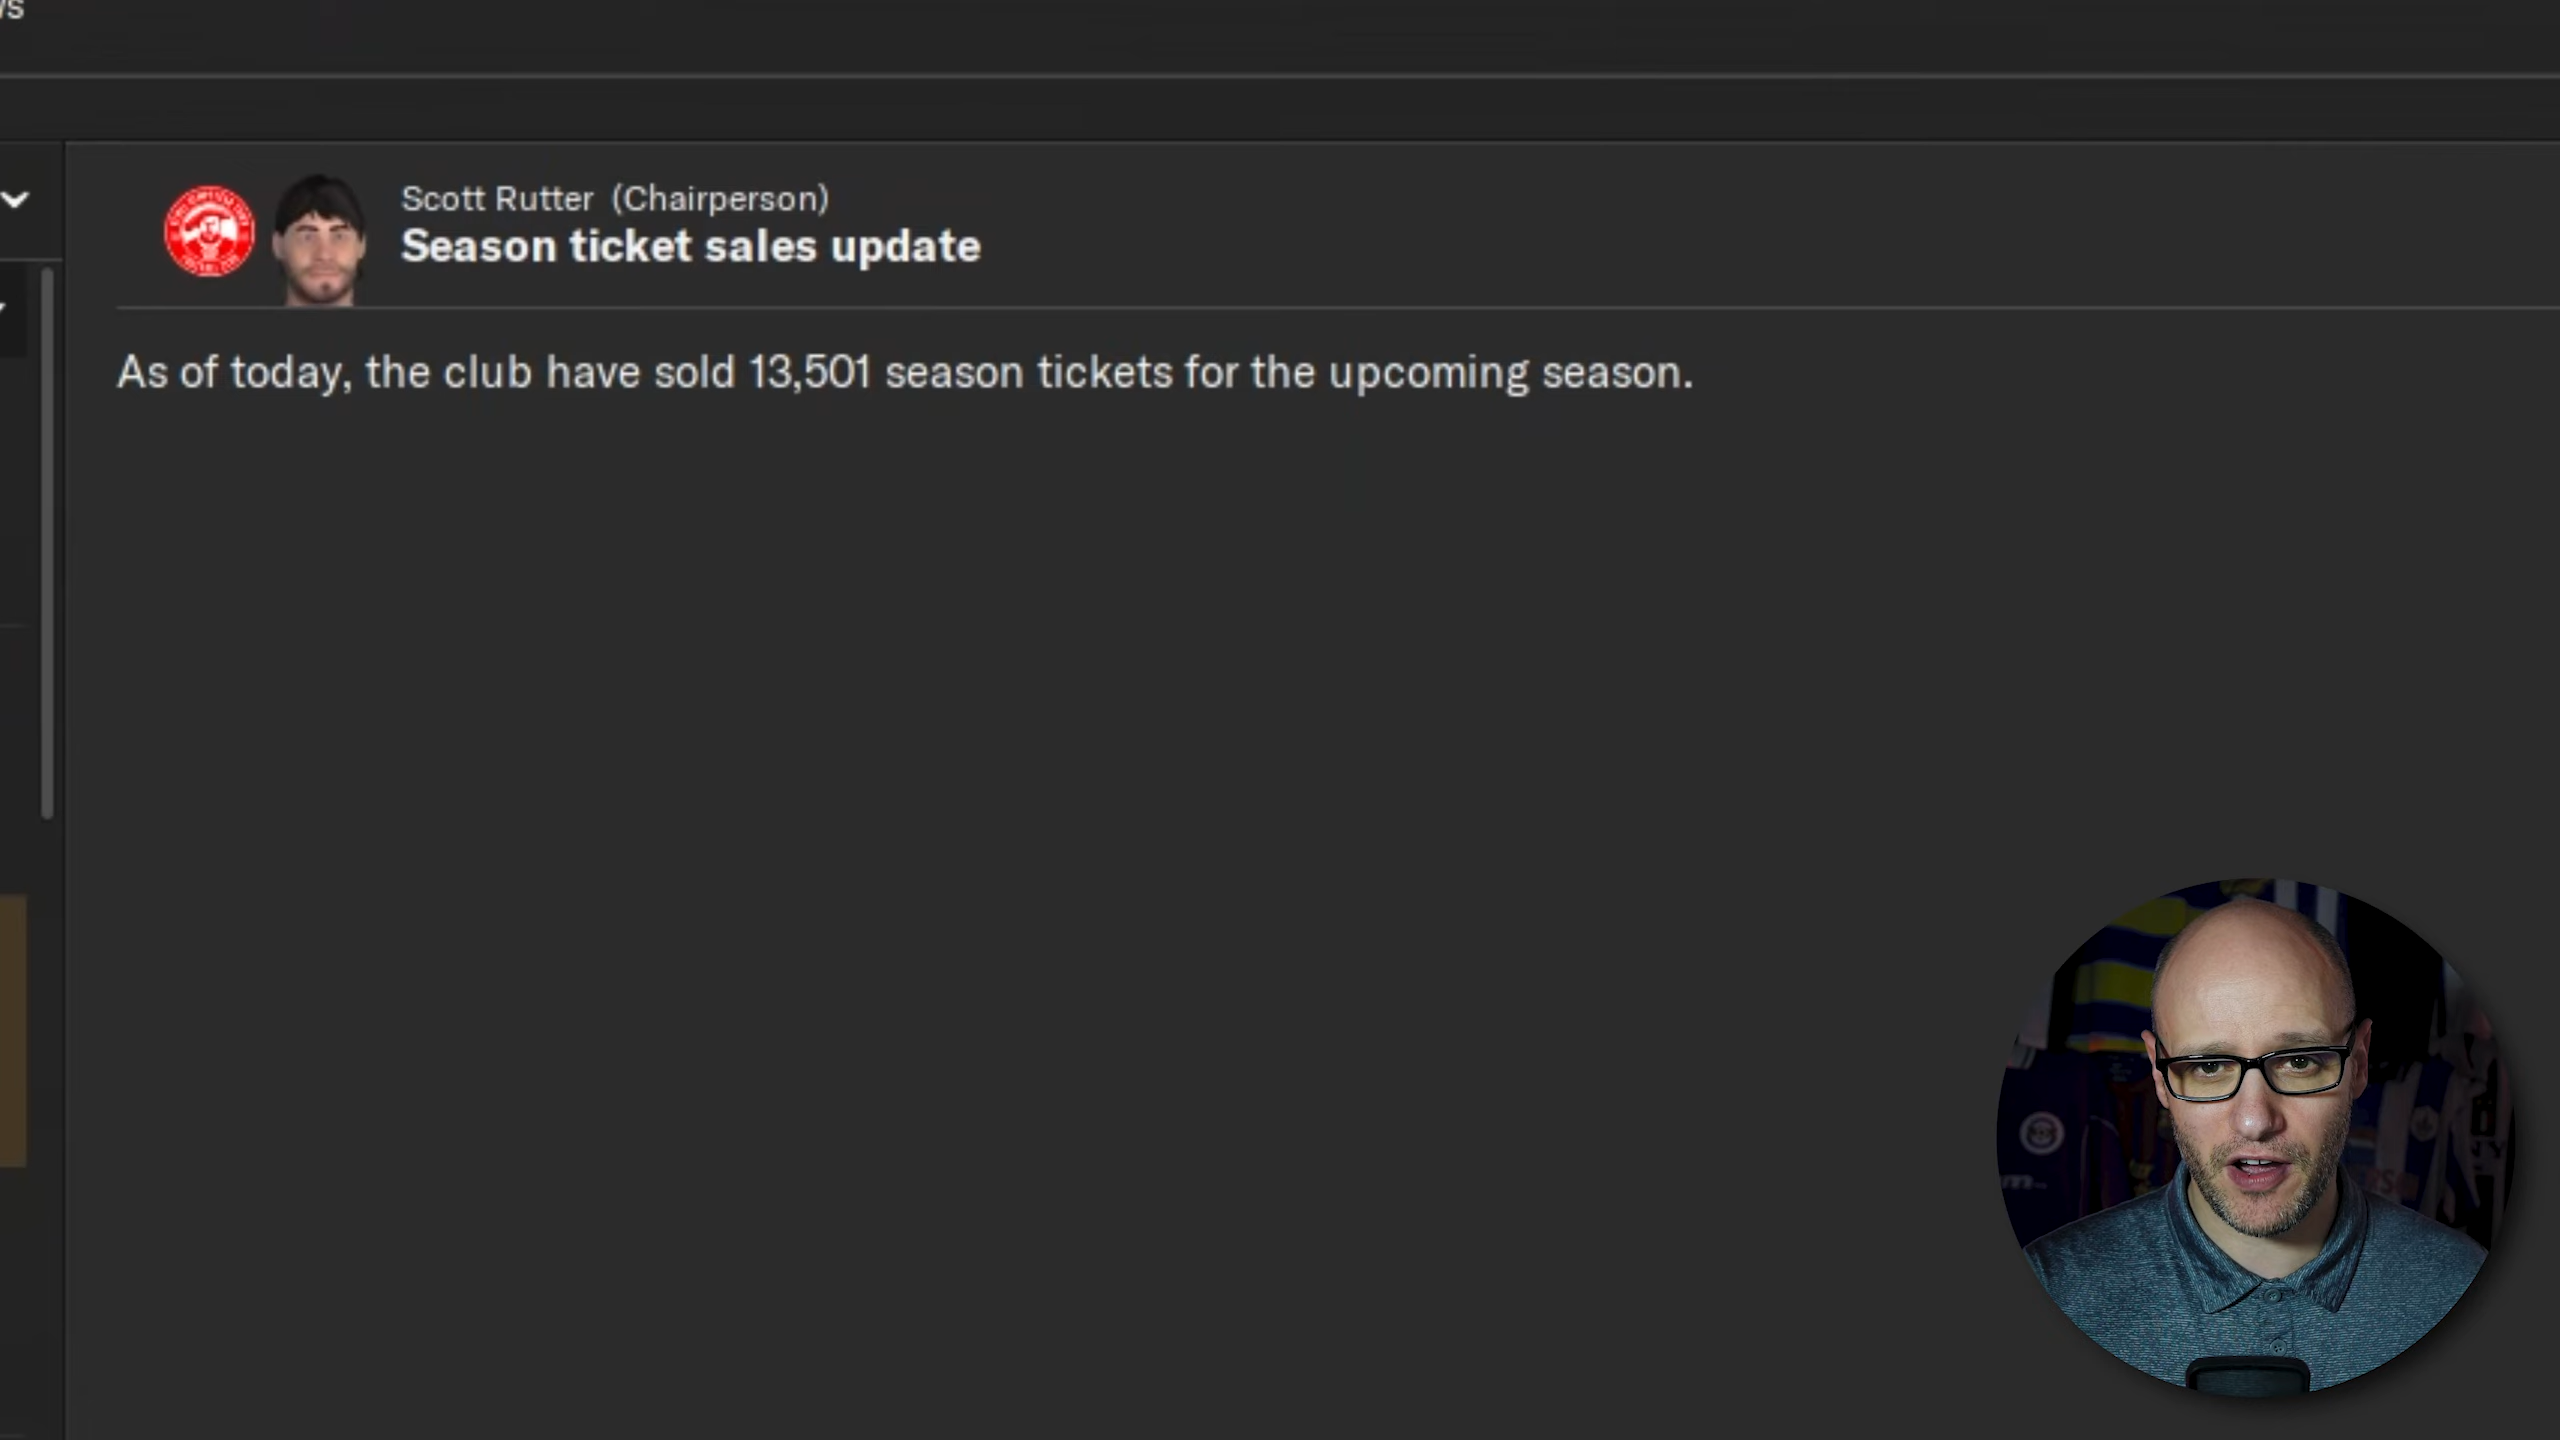 Scott Rutter (Chairperson)
Season ticket sales update
As of today, the club have sold 13,501 season tickets for the upcoming season.